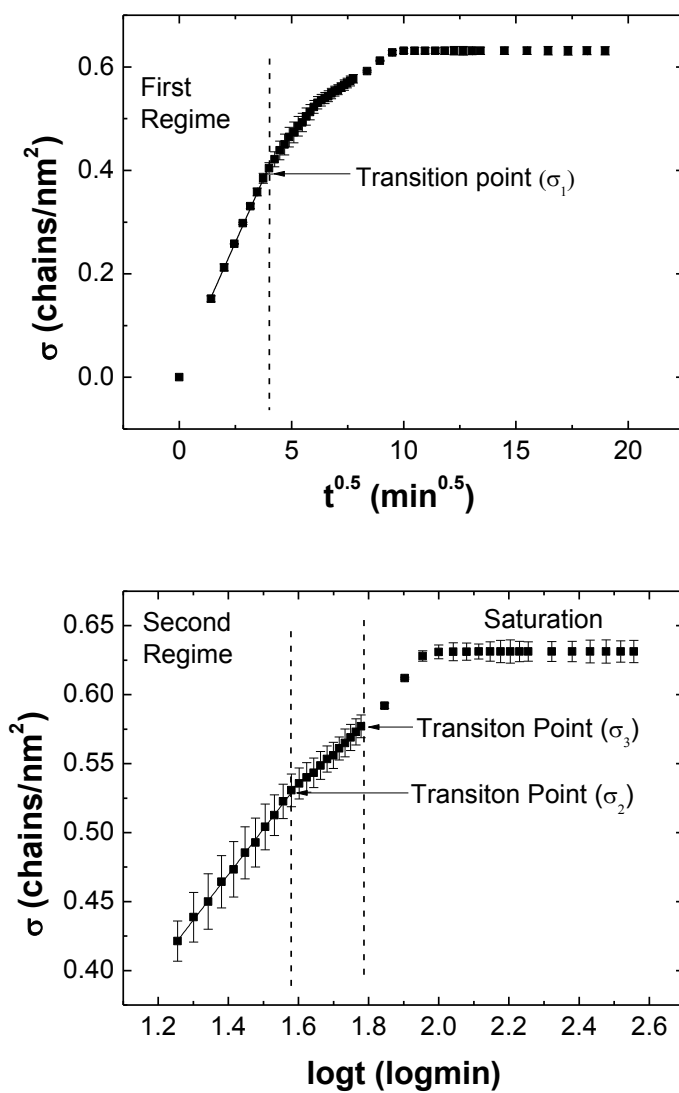 0.6
0.4
0.2
0.0
σ (chains/nm²)
First
Regime
Transition point (σ₁)
0 5 10 15 20
t^0.5 (min^0.5)
0.65
0.60
0.55
0.50
0.45
0.40
σ (chains/nm²)
Second
Regime
Saturation
Transiton Point (σ₃)
Transiton Point (σ₂)
1.2 1.4 1.6 1.8 2.0 2.2 2.4 2.6
logt (logmin)